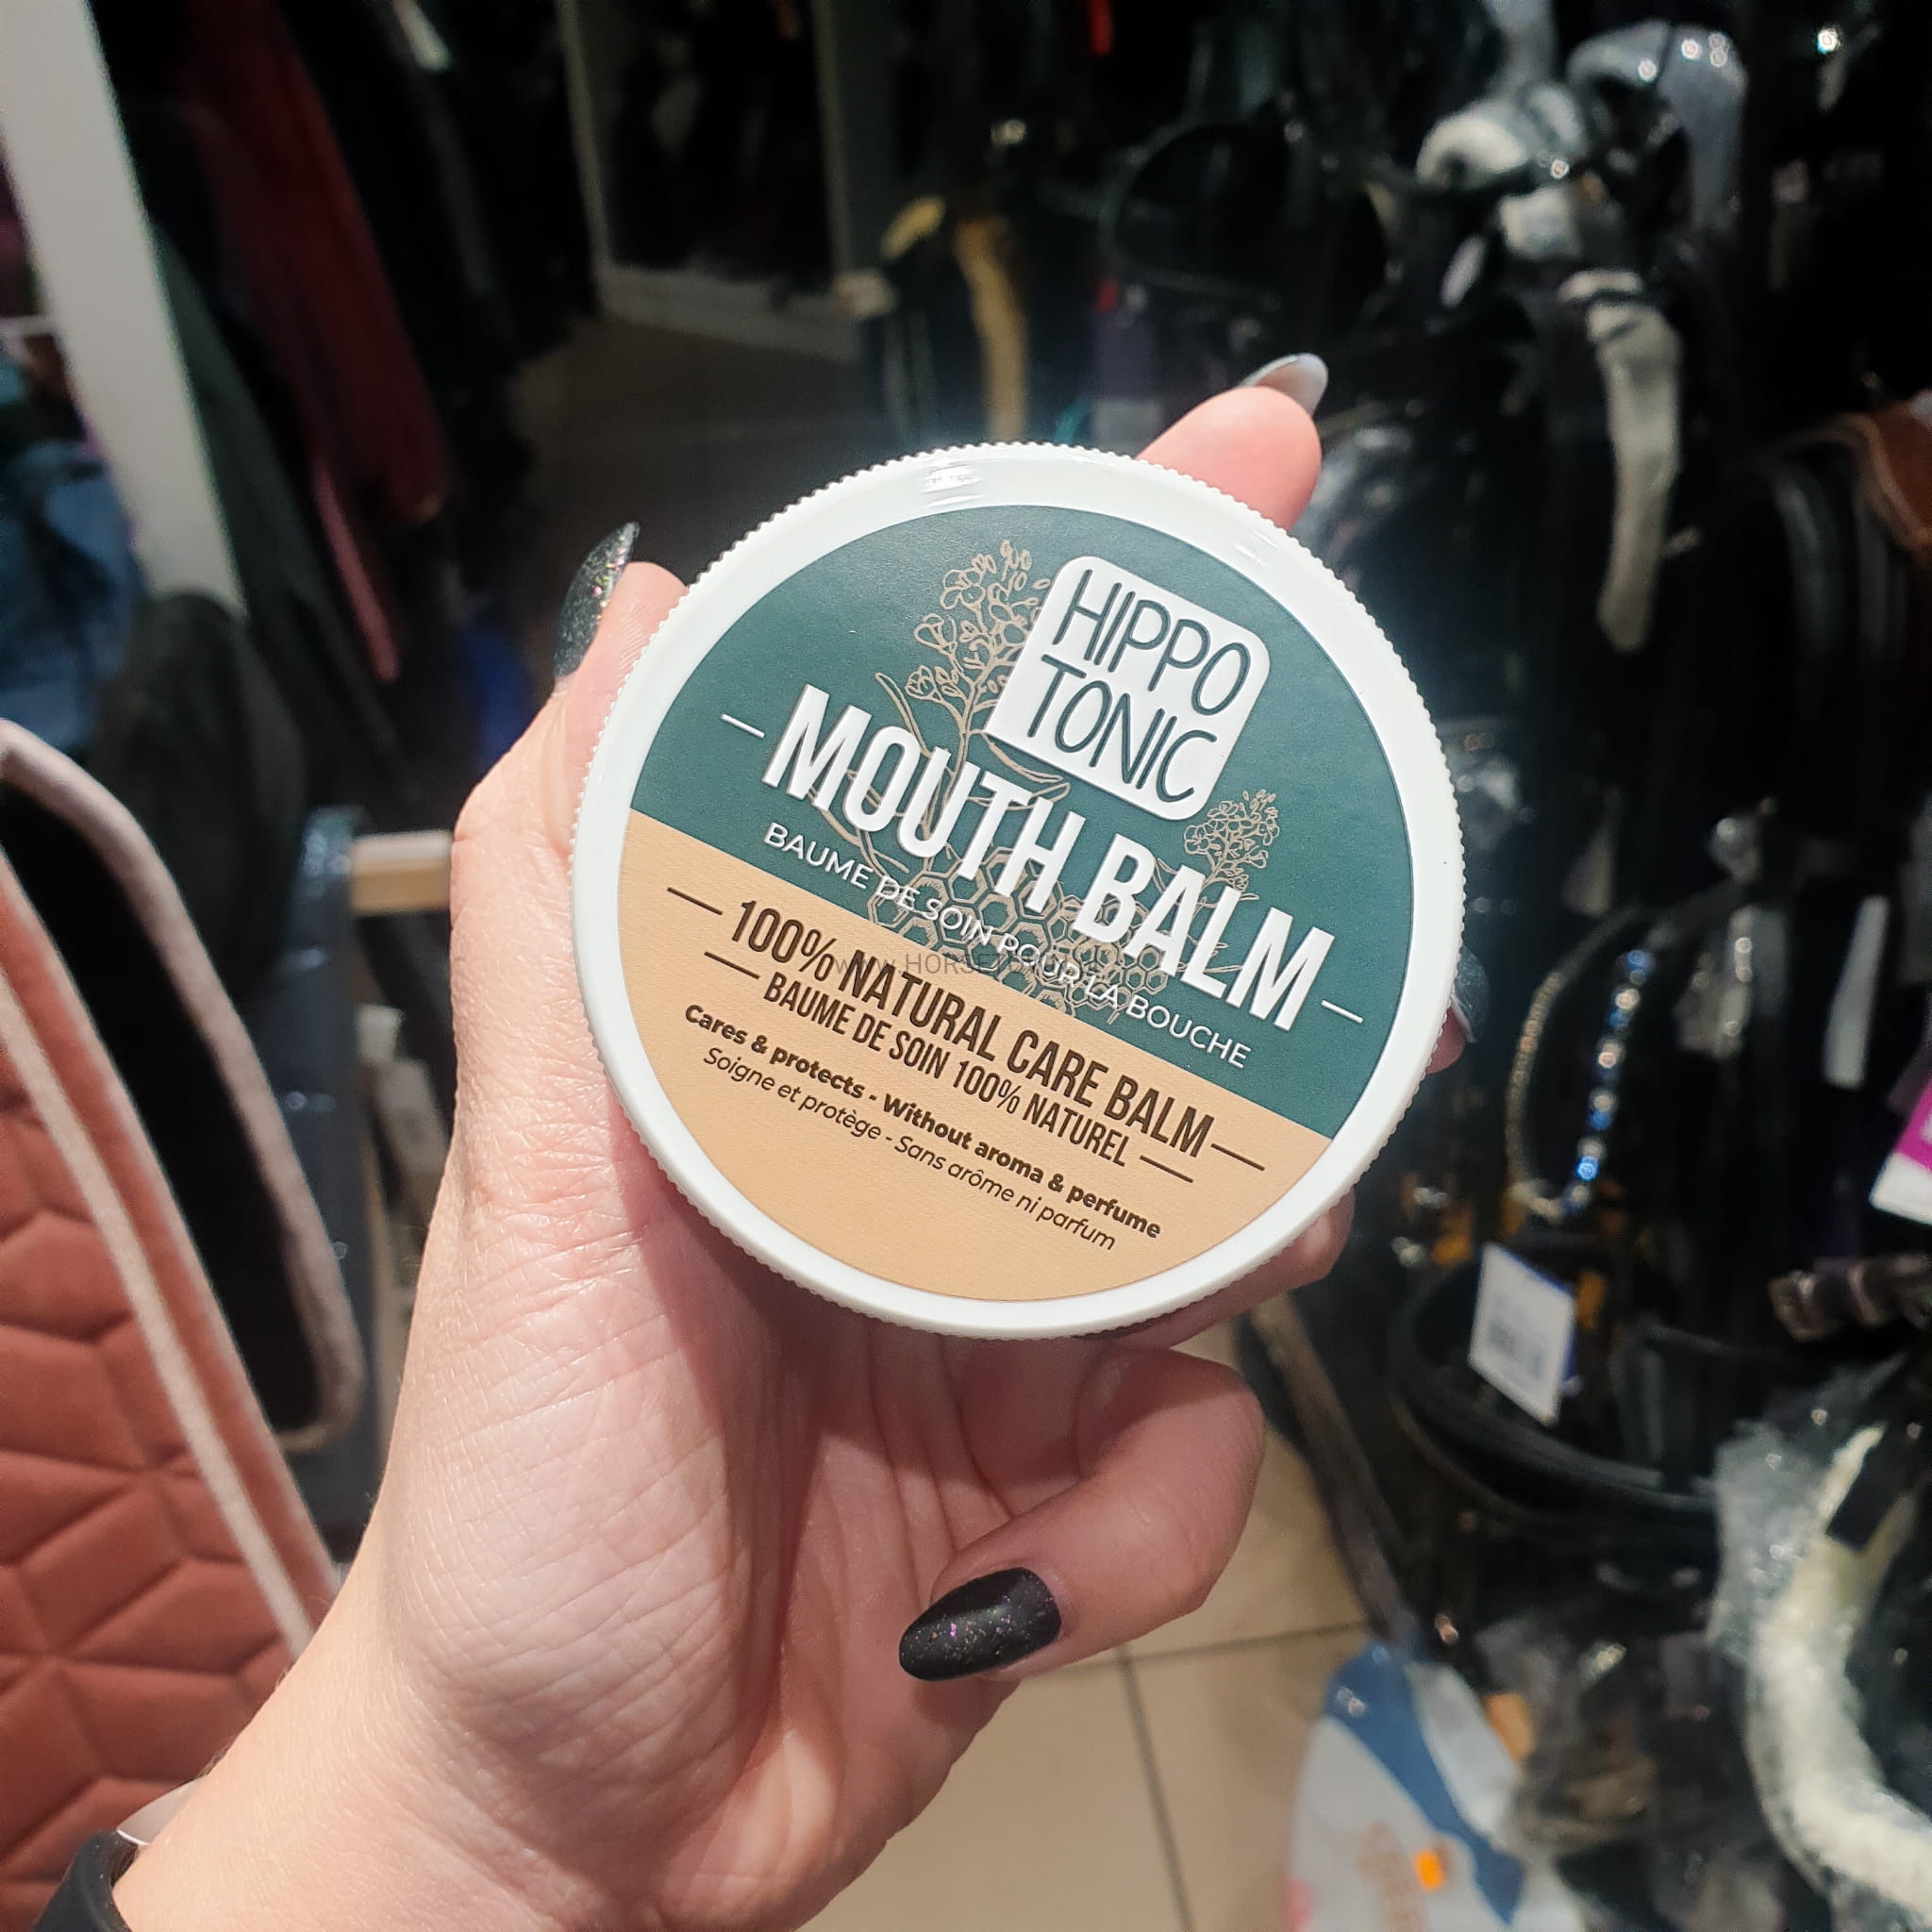 HIPPO
TONIC
MOUTH BALM
BAUME DE SOIN POUR LA BOUCHE
100% NATURAL CARE BALM
BAUME DE SOIN 100% NATUREL
Cares & protects - Without aroma & perfume
Soigne et protège - Sans arôme ni parfum